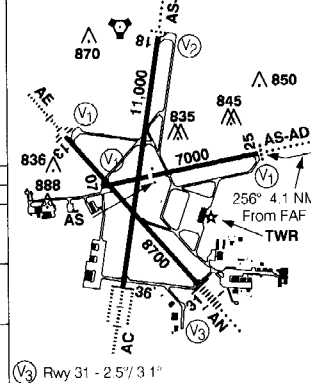 AS-
18
870
V2
850
AE
11,000
V1
835
845
25
AS-AD
13
7000
836
V1
V1
888
07
256° 4.1 NM
From FAF
AS
TWR
8700
36
31
AN
AC
V3
V3 Rwy 31 - 2.5°/3.1°